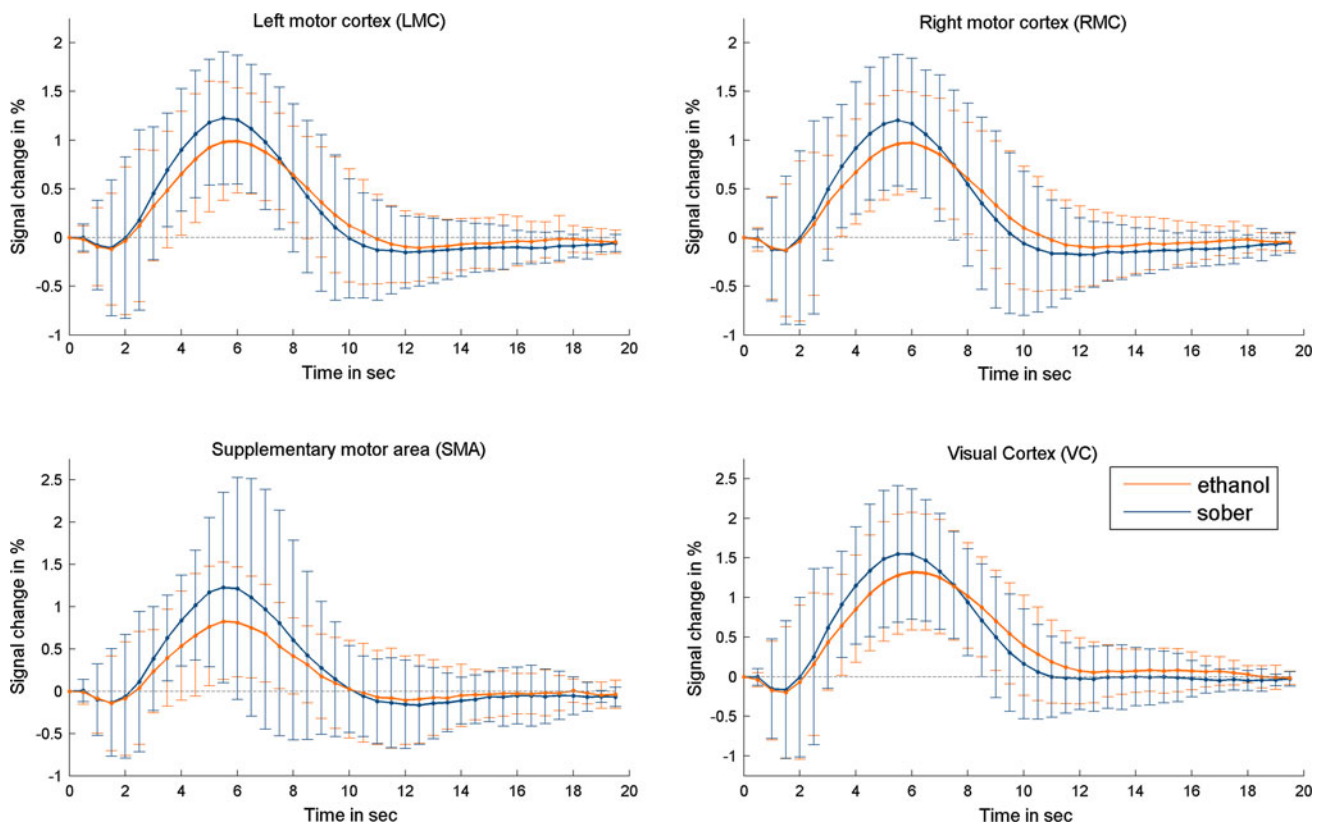 Left motor cortex (LMC)
Signal change in %
2
1.5
1
0.5
0
-0.5
-1
0 2 4 6 8 10 12 14 16 18 20
Time in sec
Right motor cortex (RMC)
Signal change in %
2
1.5
1
0.5
0
-0.5
-1
0 2 4 6 8 10 12 14 16 18 20
Time in sec
Supplementary motor area (SMA)
Signal change in %
2.5
2
1.5
1
0.5
0
-0.5
-1
0 2 4 6 8 10 12 14 16 18 20
Time in sec
Visual Cortex (VC)
ethanol
sober
Signal change in %
2.5
2
1.5
1
0.5
0
-0.5
-1
0 2 4 6 8 10 12 14 16 18 20
Time in sec